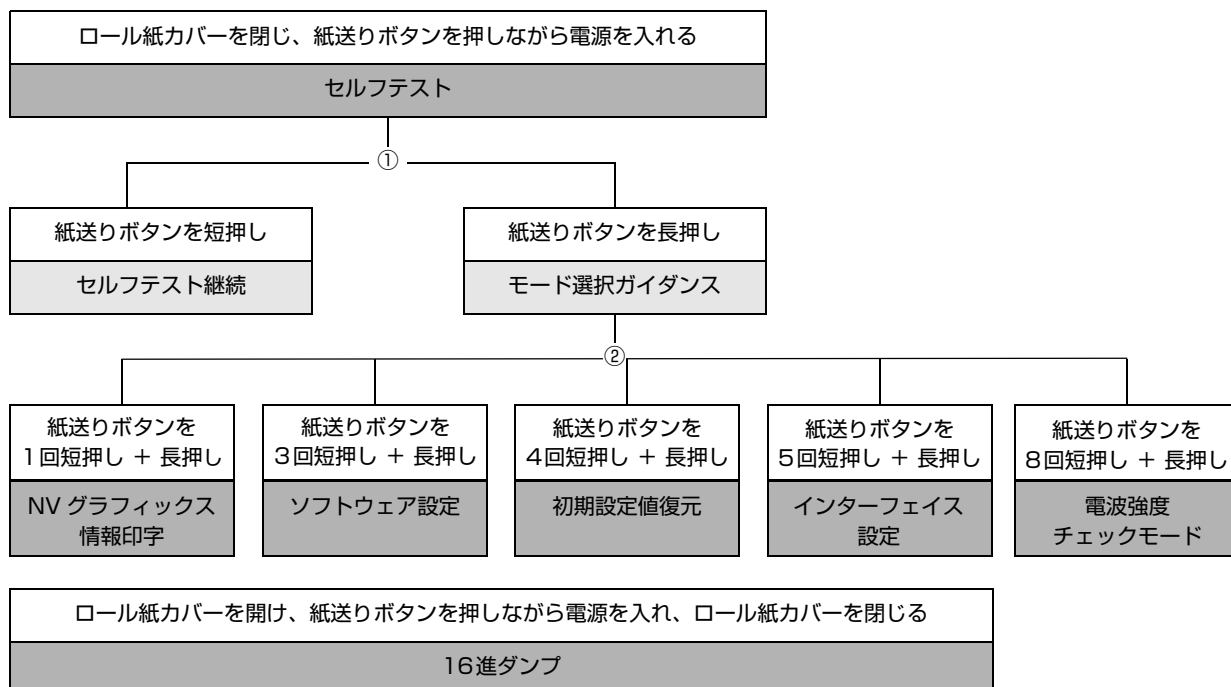 ロール紙カバーを閉じ、紙送りボタンを押しながら電源を入れる
セルフテスト
①
紙送りボタンを短押し
セルフテスト継続
紙送りボタンを長押し
モード選択ガイダンス
②
紙送りボタンを
1回短押し + 長押し
NV グラフィックス
情報印字
紙送りボタンを
3回短押し + 長押し
ソフトウェア設定
紙送りボタンを
4回短押し + 長押し
初期設定値復元
紙送りボタンを
5回短押し + 長押し
インターフェイス
設定
紙送りボタンを
8回短押し + 長押し
電波強度
チェックモード
ロール紙カバーを開け、紙送りボタンを押しながら電源を入れ、ロール紙カバーを閉じる
16進ダンプ